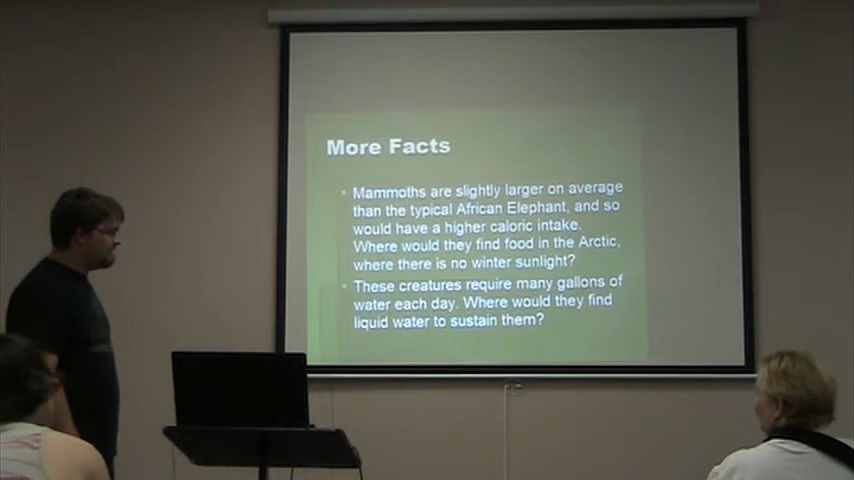 More Facts
• Mammoths are slightly larger on average
than the typical African Elephant, and so
would have a higher caloric intake.
Where would they find food in the Arctic,
where there is no winter sunlight?
• These creatures require many gallons of
water each day. Where would they find
liquid water to sustain them?